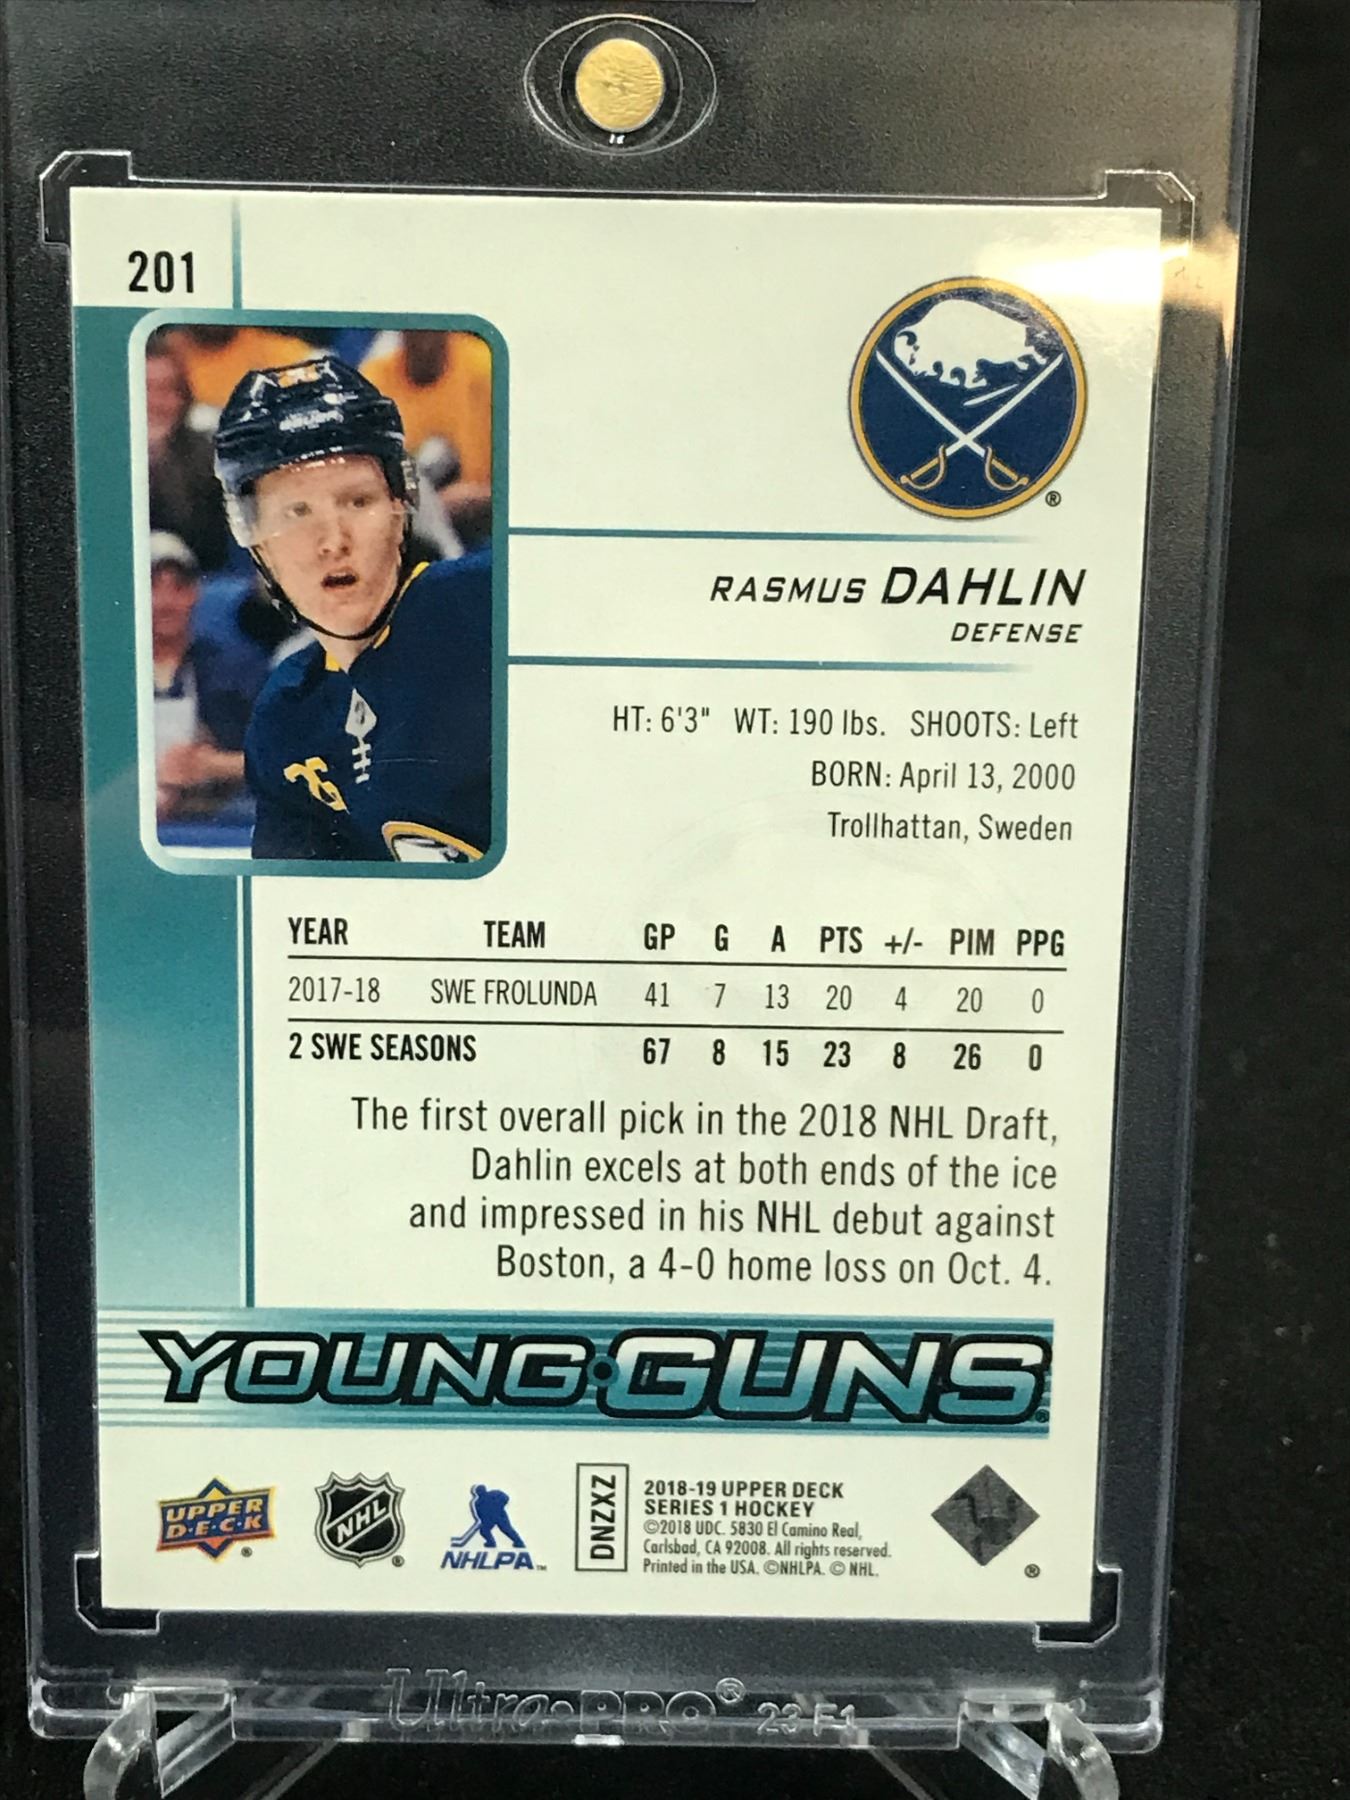 201
RASMUS DAHLIN
DEFENSE
HT: 6'3" WT: 190 lbs. SHOOTS: Left
BORN: April 13, 2000
Trollhattan, Sweden
YEAR TEAM GP G A PTS +/- PIM PPG
2017-18 SWE FROLUNDA 41 7 13 20 4 20 0
2 SWE SEASONS 67 8 15 23 8 26 0
The first overall pick in the 2018 NHL Draft,
Dahlin excels at both ends of the ice
and impressed in his NHL debut against
Boston, a 4-0 home loss on Oct. 4.
YOUNG·GUNS®
UPPER
D·E·C·K ®
NHL ®
NHLPA™
DNZXZ
2018-19 UPPER DECK
SERIES 1 HOCKEY
©2018 UDC. 5830 El Camino Real,
Carlsbad, CA 92008. All rights reserved.
Printed in the USA. ©NHLPA. © NHL.
®
Ultra·PRO® 23 F1